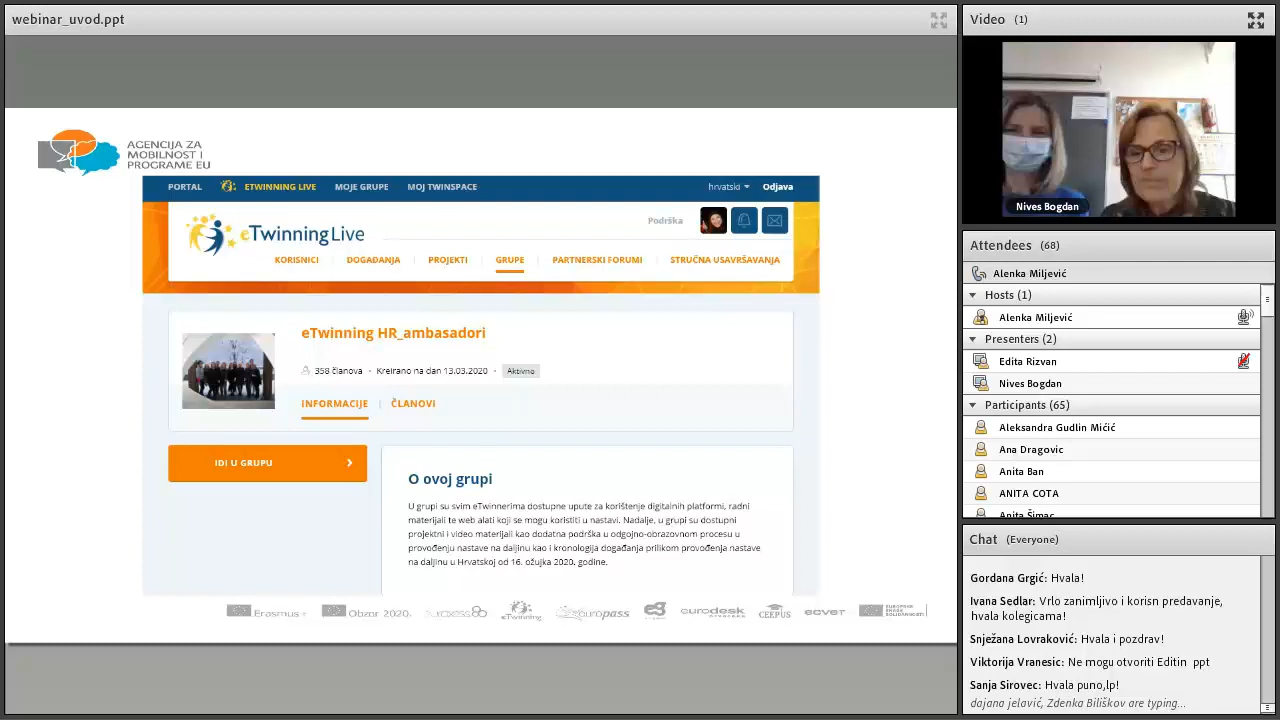 webinar_uvod.ppt
AGENCIJA ZA
MOBILNOST I
PROGRAME EU
PORTAL ETWINNING LIVE MOJE GRUPE MOJ TWINSPACE hrvatski Odjava
eTwinning Live
Podrška
KORISNICI DOGAĐANJA PROJEKTI GRUPE PARTNERSKI FORUMI STRUČNA USAVRŠAVANJA
eTwinning HR_ambasadori
358 članova - Kreirano na dan 13.03.2020 - Aktivno
INFORMACIJE ČLANOVI
IDI U GRUPU
O ovoj grupi
U grupi su svim eTwinnerima dostupne upute za korištenje digitalnih platformi, radni
materijali te web alati koji se mogu koristiti u nastavi. Nadalje, u grupi su dostupni
projektni i video materijali kao dodatna podrška u odgojno-obrazovnom procesu u
provođenju nastave na daljinu kao i kronologija događanja prilikom provođenja nastave
na daljinu u Hrvatskoj od 16. ožujka 2020. godine.
Erasmus+ Obzor 2020. eTwinning europass eurodesk CEEPUS ecvet
Video (1)
Nives Bogdan
Attendees (68)
Alenka Miljević
Hosts (1)
Alenka Miljević
Presenters (2)
Edita Rizvan
Nives Bogdan
Participants (65)
Aleksandra Gudlin Mićić
Ana Dragovic
Anita Ban
ANITA COTA
Anita Šimac
Chat (Everyone)
Gordana Grgić: Hvala!
Ivana Sedlar: Vrlo zanimljivo i korisn predavanje,
hvala kolegicama!
Snježana Lovraković: Hvala i pozdrav!
Viktorija Vranesic: Ne mogu otvoriti Editin ppt
Sanja Sirovec: Hvala puno,lp!
dajana jelavić, Zdenka Biliškov are typing...